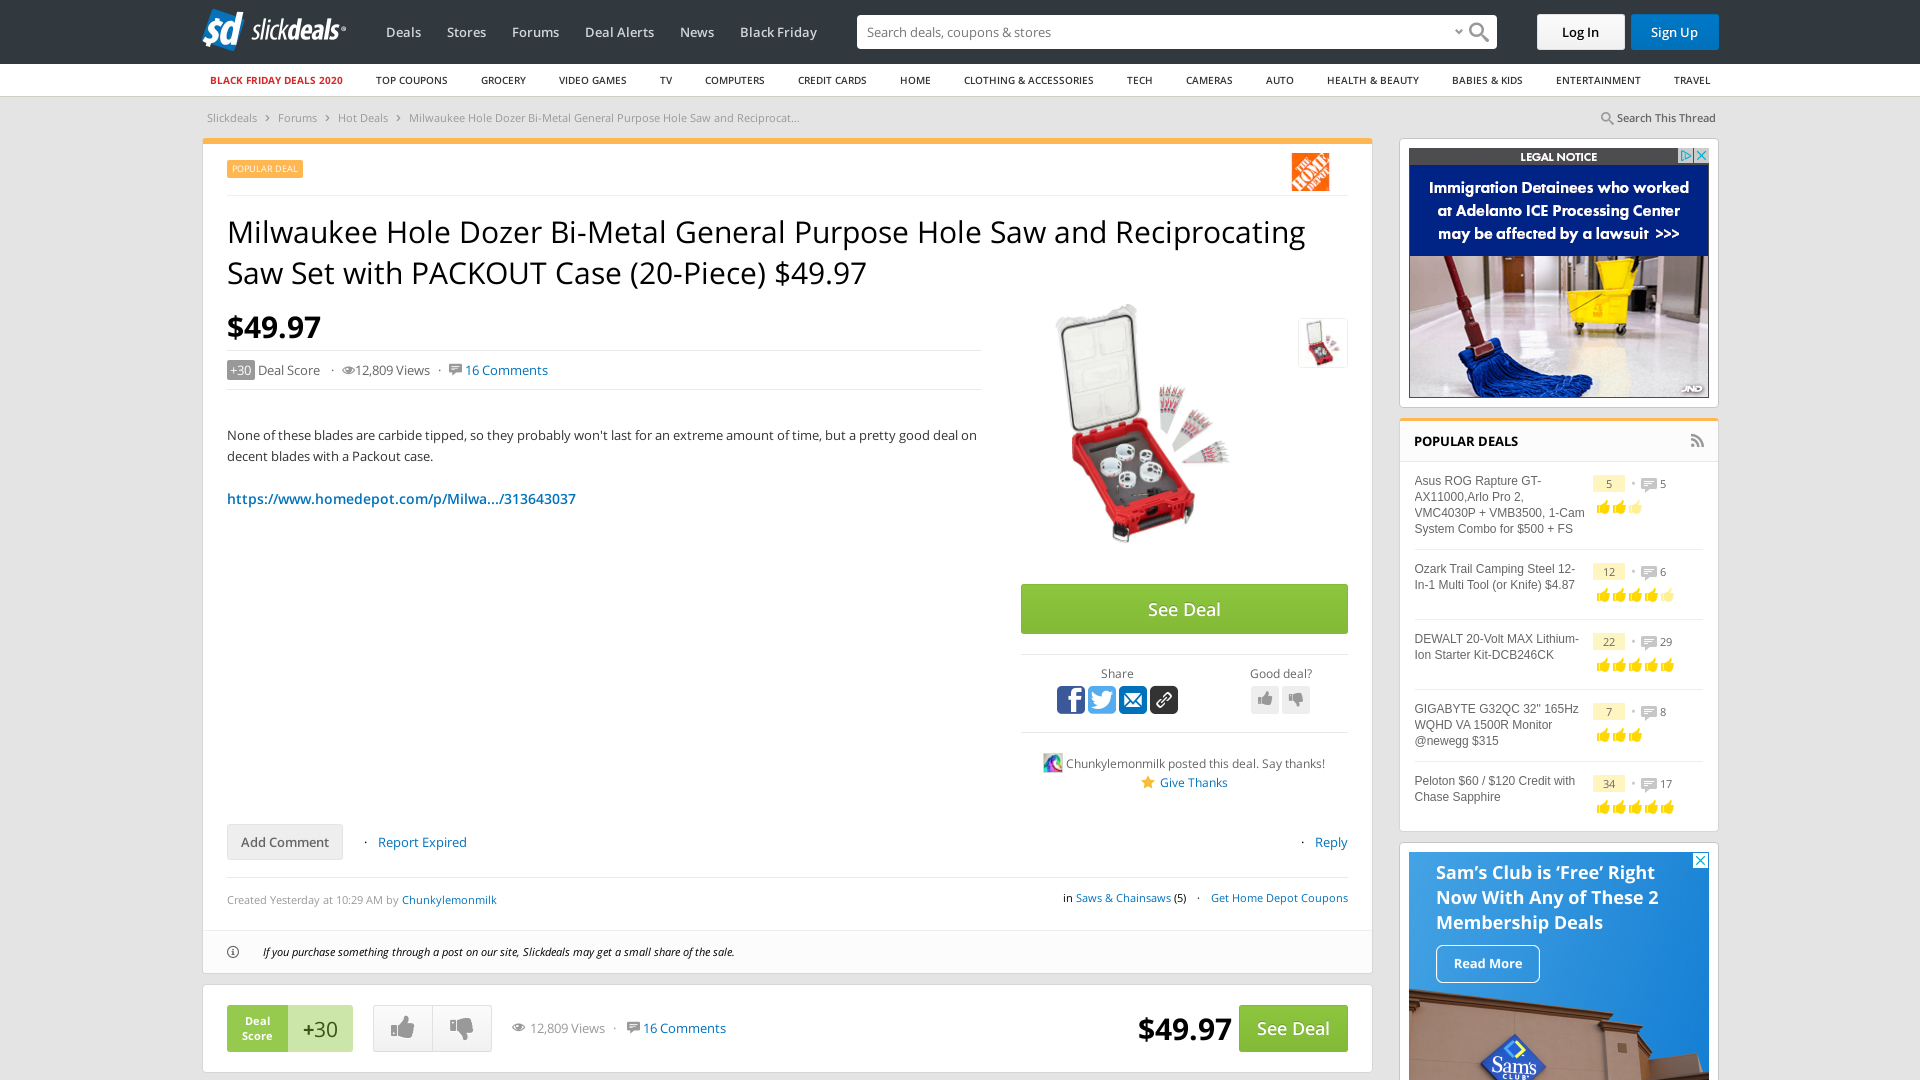 sd slickdeals
Deals Stores Forums Deal Alerts News Black Friday
Search deals, coupons & stores
Log In Sign Up
BLACK FRIDAY DEALS 2020 TOP COUPONS GROCERY VIDEO GAMES TV COMPUTERS CREDIT CARDS HOME CLOTHING & ACCESSORIES TECH CAMERAS AUTO HEALTH & BEAUTY BABIES & KIDS ENTERTAINMENT TRAVEL
Slickdeals › Forums › Hot Deals › Milwaukee Hole Dozer Bi-Metal General Purpose Hole Saw and Reciprocat...
Search This Thread
POPULAR DEAL
THE HOME DEPOT
Milwaukee Hole Dozer Bi-Metal General Purpose Hole Saw and Reciprocating
Saw Set with PACKOUT Case (20-Piece) $49.97
$49.97
+30 Deal Score · 12,809 Views · 16 Comments
None of these blades are carbide tipped, so they probably won't last for an extreme amount of time, but a pretty good deal on
decent blades with a Packout case.
https://www.homedepot.com/p/Milwa.../313643037
See Deal
Share
Good deal?
Chunkylemonmilk posted this deal. Say thanks!
Give Thanks
Add Comment · Report Expired
· Reply
Created Yesterday at 10:29 AM by Chunkylemonmilk
in Saws & Chainsaws (5) · Get Home Depot Coupons
If you purchase something through a post on our site, Slickdeals may get a small share of the sale.
Deal
Score
+30
12,809 Views · 16 Comments
$49.97
See Deal
LEGAL NOTICE
Immigration Detainees who worked
at Adelanto ICE Processing Center
may be affected by a lawsuit >>>
JND
POPULAR DEALS
Asus ROG Rapture GT-
AX11000,Arlo Pro 2,
VMC4030P + VMB3500, 1-Cam
System Combo for $500 + FS
5 • 5
Ozark Trail Camping Steel 12-
In-1 Multi Tool (or Knife) $4.87
12 • 6
DEWALT 20-Volt MAX Lithium-
Ion Starter Kit-DCB246CK
22 • 29
GIGABYTE G32QC 32" 165Hz
WQHD VA 1500R Monitor
@newegg $315
7 • 8
Peloton $60 / $120 Credit with
Chase Sapphire
34 • 17
Sam's Club is ‘Free’ Right
Now With Any of These 2
Membership Deals
Read More
Sam's
CLUB